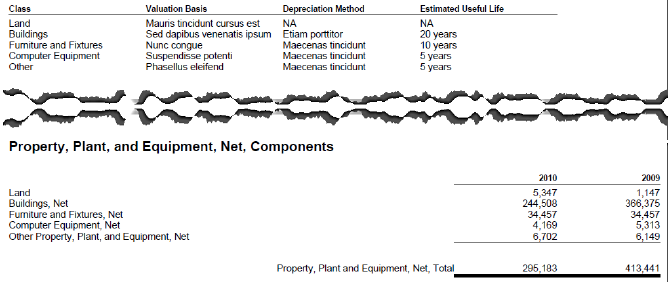 Class Valuation Basis Depreciation Method Estimated Useful Life
Land Mauris tincidunt cursus est NA NA
Buildings Sed dapibus venenatis ipsum Etiam porttitor 20 years
Furniture and Fixtures Nunc congue Maecenas tincidunt 10 years
Computer Equipment Suspendisse potenti Maecenas tincidunt 5 years
Other Phasellus eleifend Maecenas tincidunt 5 years
Property, Plant, and Equipment, Net, Components
2010 2009
Land 5,347 1,147
Buildings, Net 244,508 366,375
Furniture and Fixtures, Net 34,457 34,457
Computer Equipment, Net 4,169 5,313
Other Property, Plant, and Equipment, Net 6,702 6,149
Property, Plant and Equipment, Net, Total 295,183 413,441